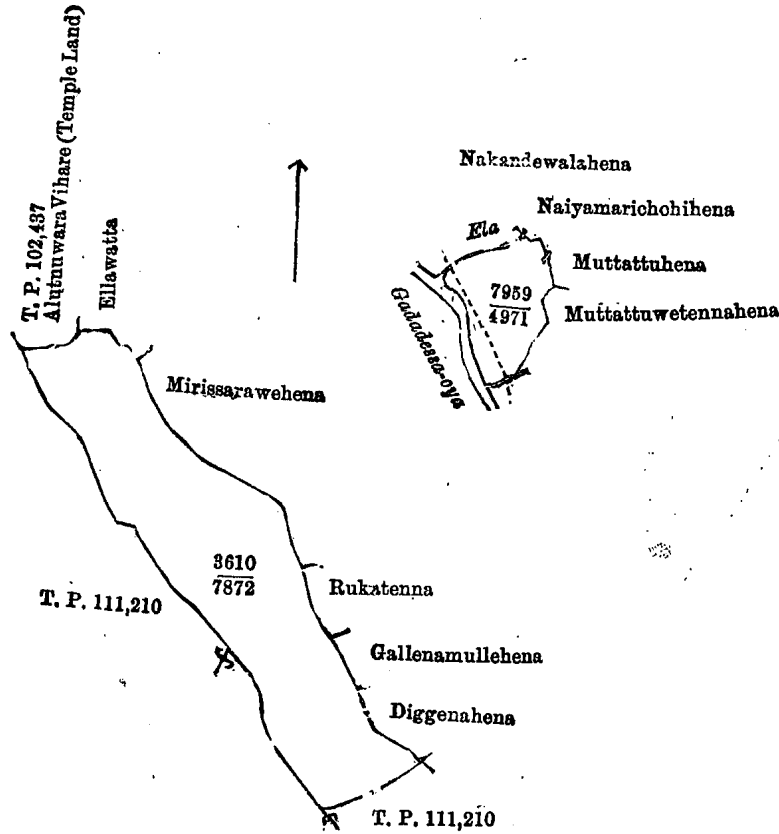 T. P. 102,437
Alutnuwara Vihare (Temple Land)
Ellawatta
Nakandewalahena
Naiyamarichchihena
Ela
Muttattuhena
7959
4971
Muttattuwetennahena
Gadadessa-oya
Mirissarawehena
3610
7872
Rukatenna
T. P. 111,210
Gallenamullehena
Diggenahena
T. P. 111,210